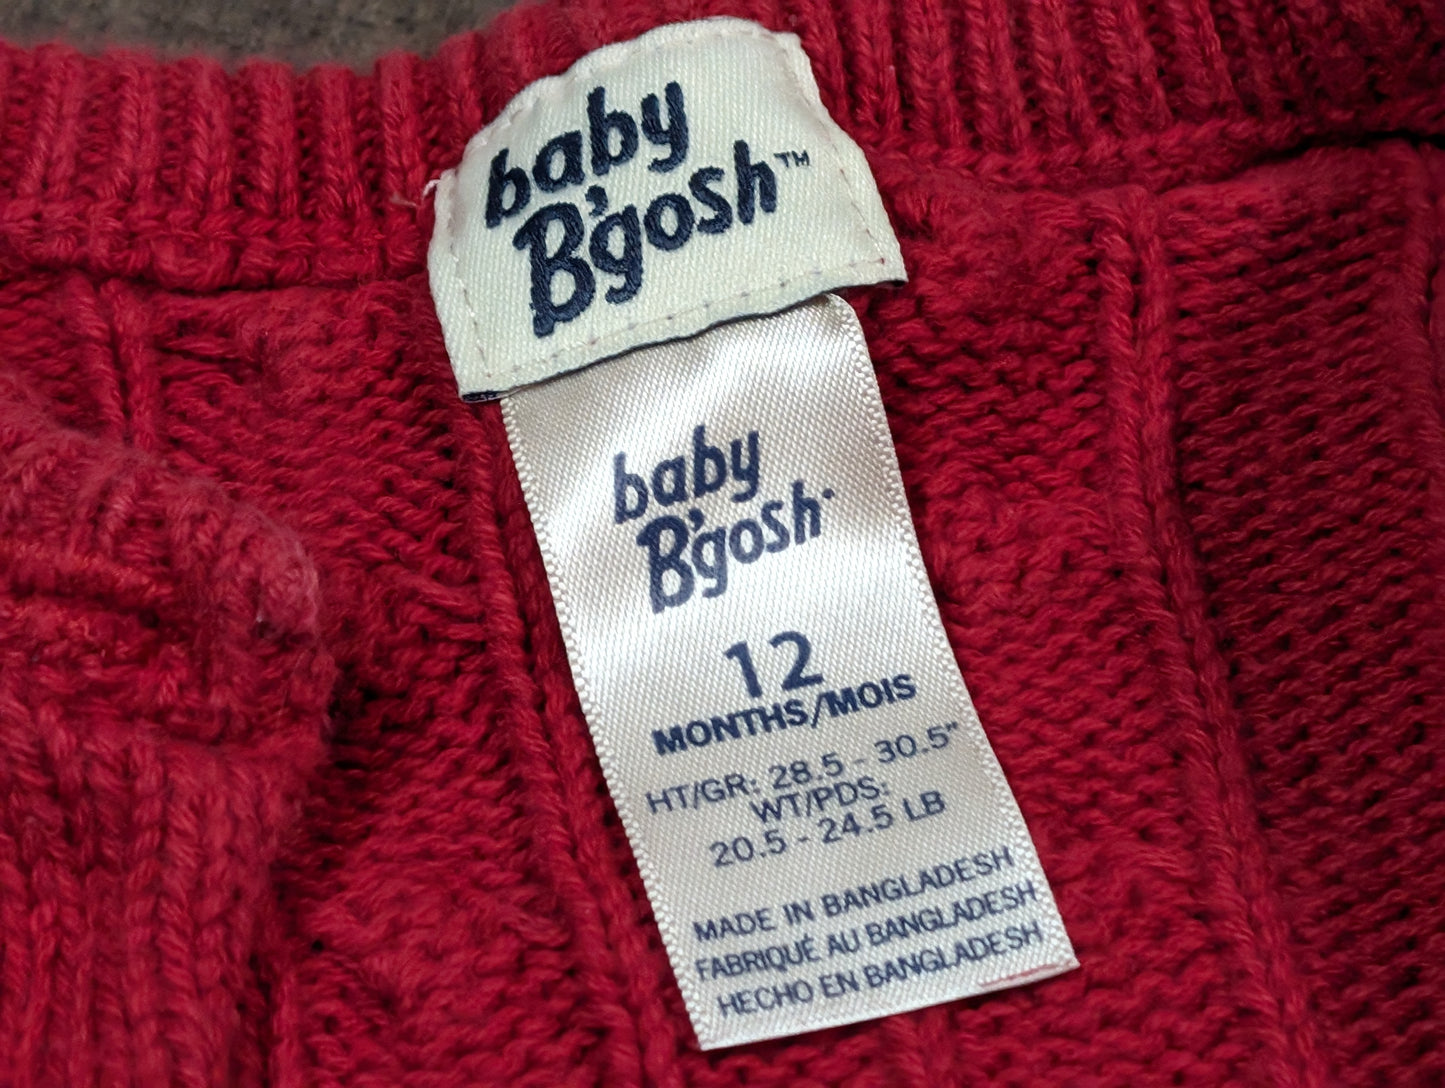 baby
B'gosh™
baby
B'gosh
12
MONTHS/MOIS
HT/GR: 28.5 - 30.5"
WT/PDS:
20.5 - 24.5 LB
MADE IN BANGLADESH
FABRIQUÉ AU BANGLADESH
HECHO EN BANGLADESH